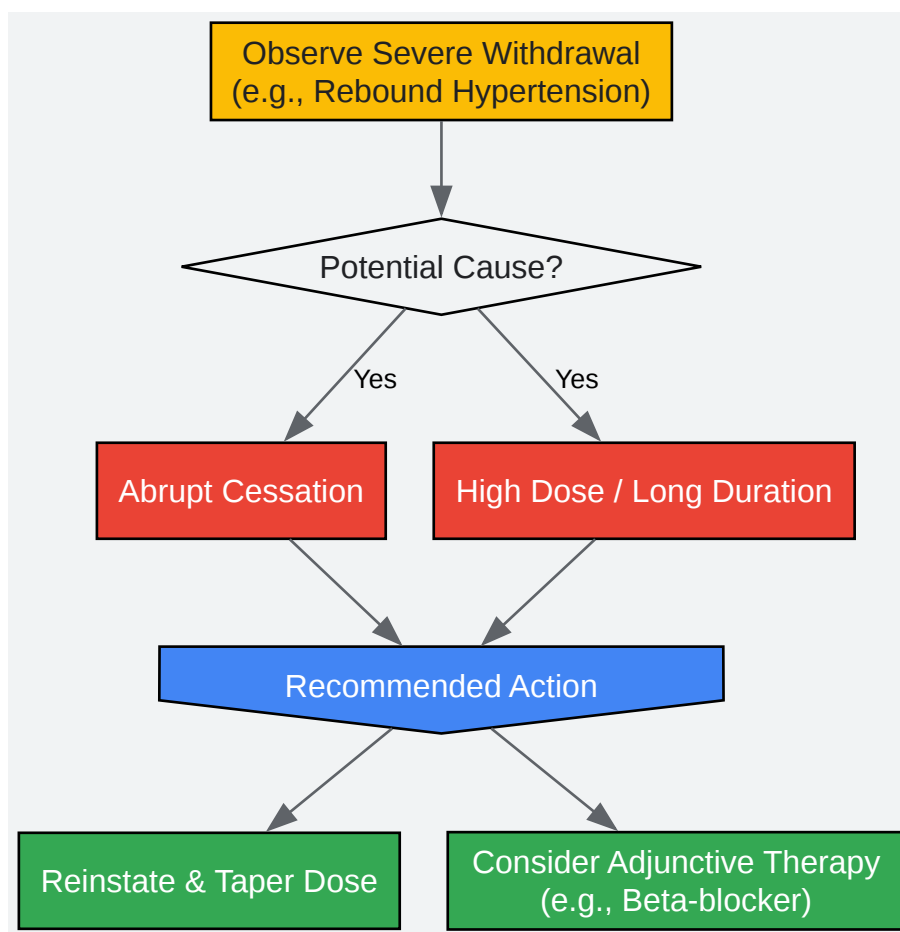 Observe Severe Withdrawal
(e.g., Rebound Hypertension)
Potential Cause?
Yes
Yes
Abrupt Cessation
High Dose / Long Duration
Recommended Action
Reinstate & Taper Dose
Consider Adjunctive Therapy
(e.g., Beta-blocker)